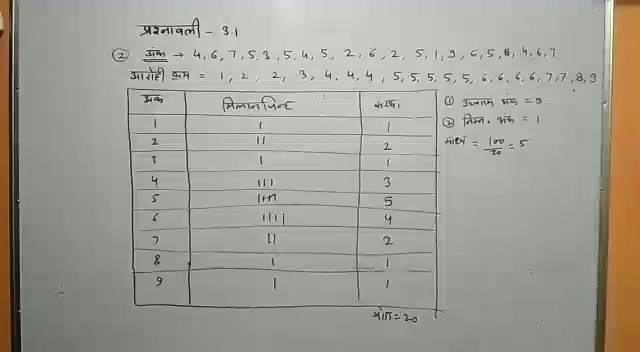 प्रश्नावली - 3.1
② अंक → 4, 6, 7, 5, 3, 5, 4, 5, 2, 6, 2, 5, 1, 9, 6, 5, 8, 4, 6, 7
आरोही क्रम = 1, 2, 2, 3, 4, 4, 4, 5, 5, 5, 5, 5, 6, 6, 6, 6, 7, 7, 8, 9
अंक मिलान चिन्ह संख्या
1 | 1
2 || 2
3 | 1
4 ||| 3
5 |||| 5
6 |||| 4
7 || 2
8 | 1
9 | 1
योग = 20
① उच्चतम अंक = 9
② निम्न. अंक = 1
माध्य = 100/20 = 5